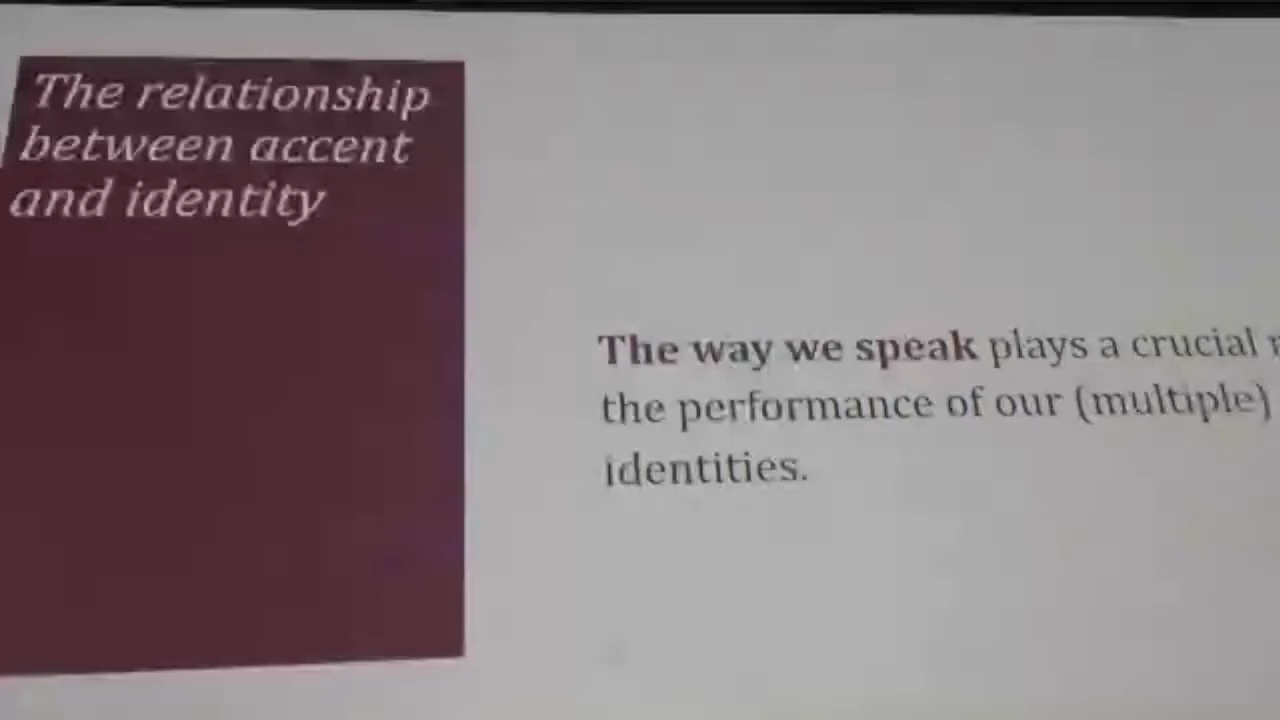 The relationship
between accent
and identity
The way we speak plays a crucial
the performance of our (multiple)
identities.